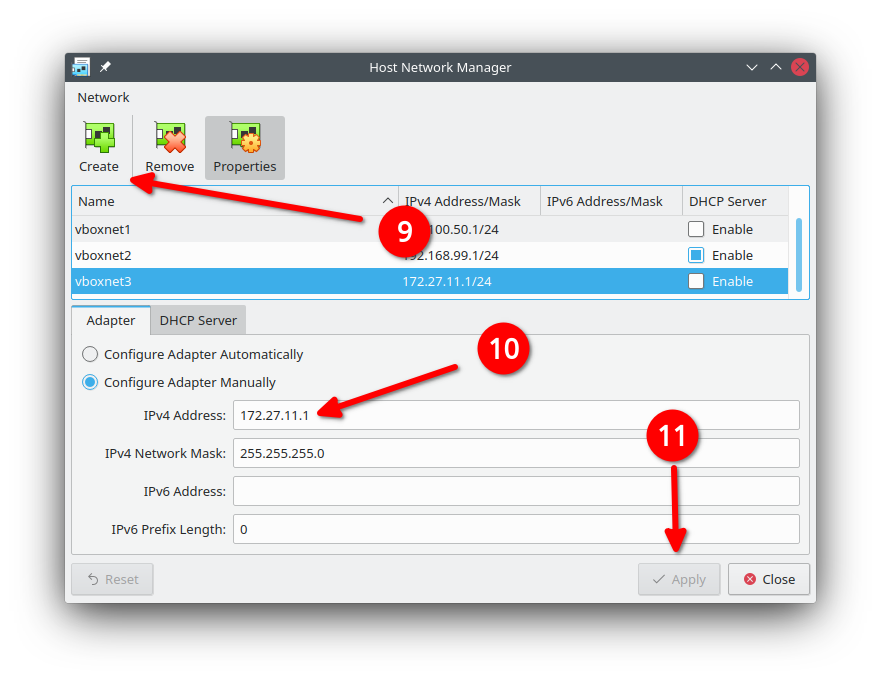 Host Network Manager
Network
Create Remove Properties
Name IPv4 Address/Mask IPv6 Address/Mask DHCP Server
vboxnet1 9 100.50.1/24 Enable
vboxnet2 92.168.99.1/24 Enable
vboxnet3 172.27.11.1/24 Enable
Adapter DHCP Server
Configure Adapter Automatically 10
Configure Adapter Manually
IPv4 Address: 172.27.11.1
11
IPv4 Network Mask: 255.255.255.0
IPv6 Address:
IPv6 Prefix Length: 0
Reset Apply Close